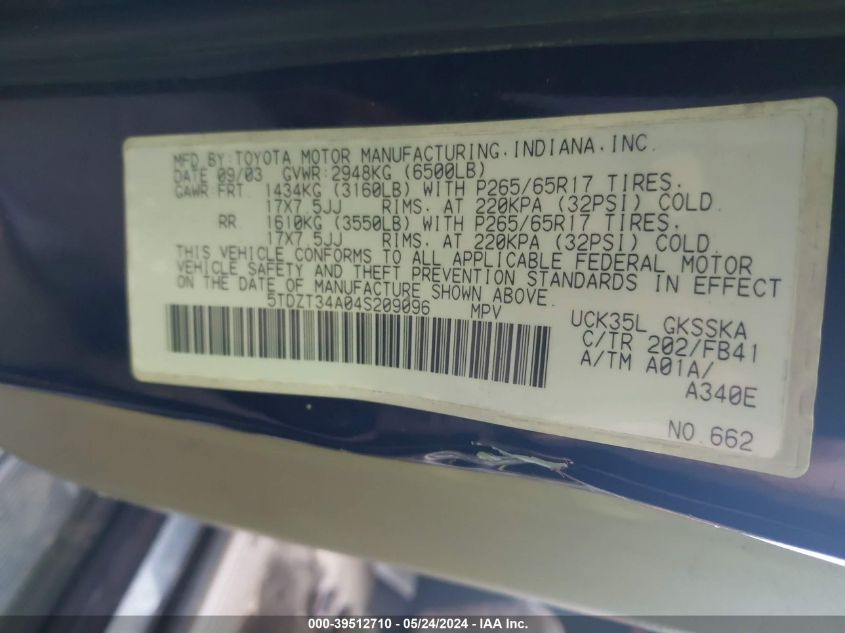 MFD. BY: TOYOTA MOTOR MANUFACTURING, INDIANA, INC.
DATE 09/03 GVWR: 2948KG (6500LB)
GAWR: FRT 1434KG (3160LB) WITH P265/65R17 TIRES.
17X7.5JJ RIMS. AT 220KPA (32PSI) COLD.
RR 1610KG (3550LB) WITH P265/65R17 TIRES.
17X7.5JJ RIMS. AT 220KPA (32PSI) COLD.
THIS VEHICLE CONFORMS TO ALL APPLICABLE FEDERAL MOTOR
VEHICLE SAFETY AND THEFT PREVENTION STANDARDS IN EFFECT
ON THE DATE OF MANUFACTURE SHOWN ABOVE.
5TDZT34A04S209096 MPV
UCK35L GKSSKA
C/TR 202/FB41
A/TM A01A/
A340E
NO.662
000-39512710 / 05/24/2024 - IAA Inc.